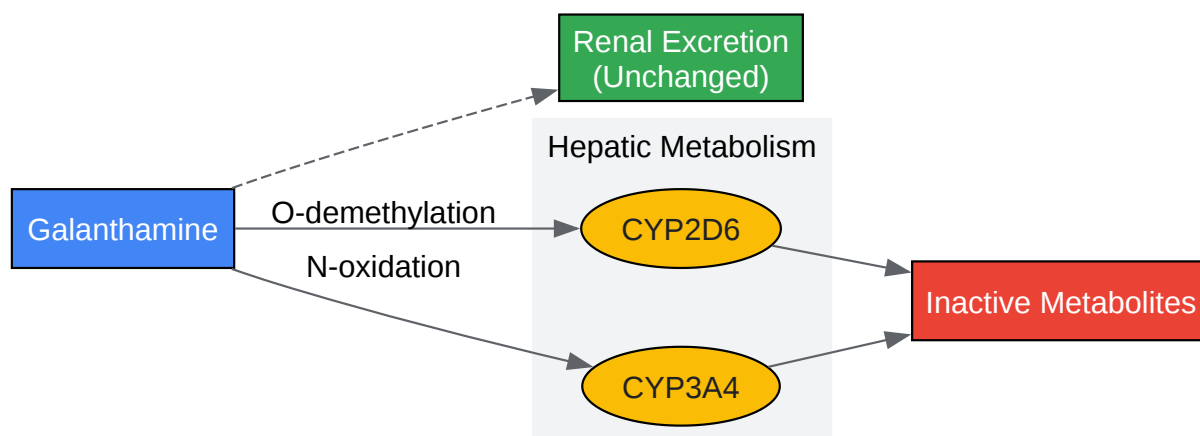 Renal Excretion
(Unchanged)
Hepatic Metabolism
Galanthamine
O-demethylation
CYP2D6
N-oxidation
Inactive Metabolites
CYP3A4